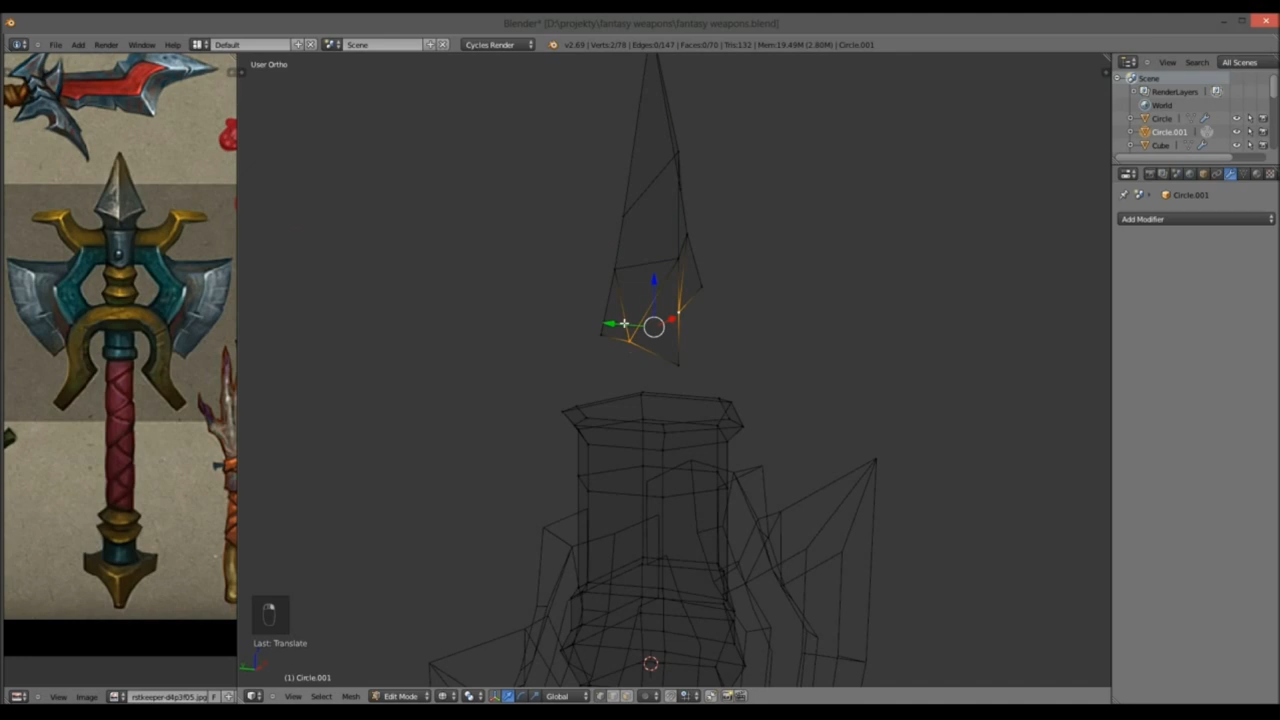 Blender* [D:\projekty\fantasy weapons\fantasy weapons.blend]
File Add Render Window Help Default Scene Cycles Render v2.69 | Verts:2/78 | Edges:0/147 | Faces:0/70 | Tris:132 | Mem:19.49M (2.80M) | Circle.001
User Ortho
View Search All Scenes
Scene
RenderLayers
World
Circle
Circle.001
Cube
Circle.001
Add Modifier
Last: Translate
(1) Circle.001
View Image rstkeeper-d4p3f05.jpg F View Select Mesh Edit Mode Global